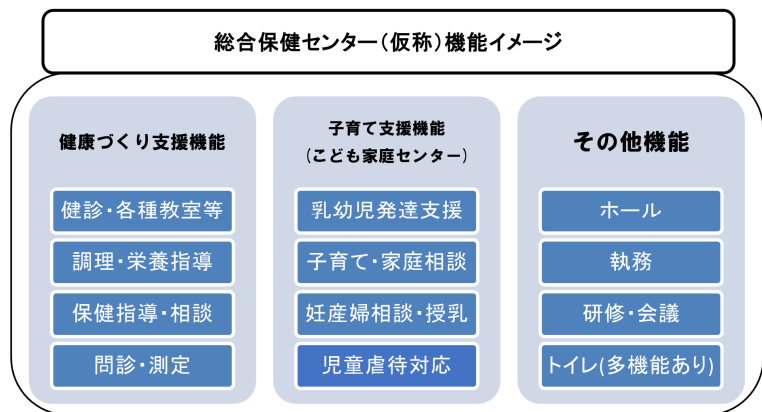 総合保健センター(仮称)機能イメージ
健康づくり支援機能
健診・各種教室等
調理・栄養指導
保健指導・相談
問診・測定
子育て支援機能
(こども家庭センター)
乳幼児発達支援
子育て・家庭相談
妊産婦相談・授乳
児童虐待対応
その他機能
ホール
執務
研修・会議
トイレ(多機能あり)